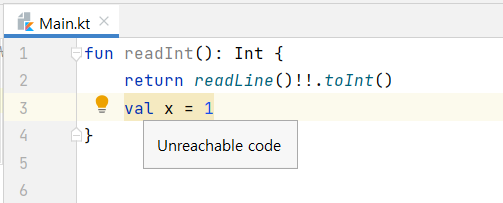 Main.kt
1 fun readInt(): Int {
2 return readLine()!!.toInt()
3 val x = 1
4 }
Unreachable code
5
6